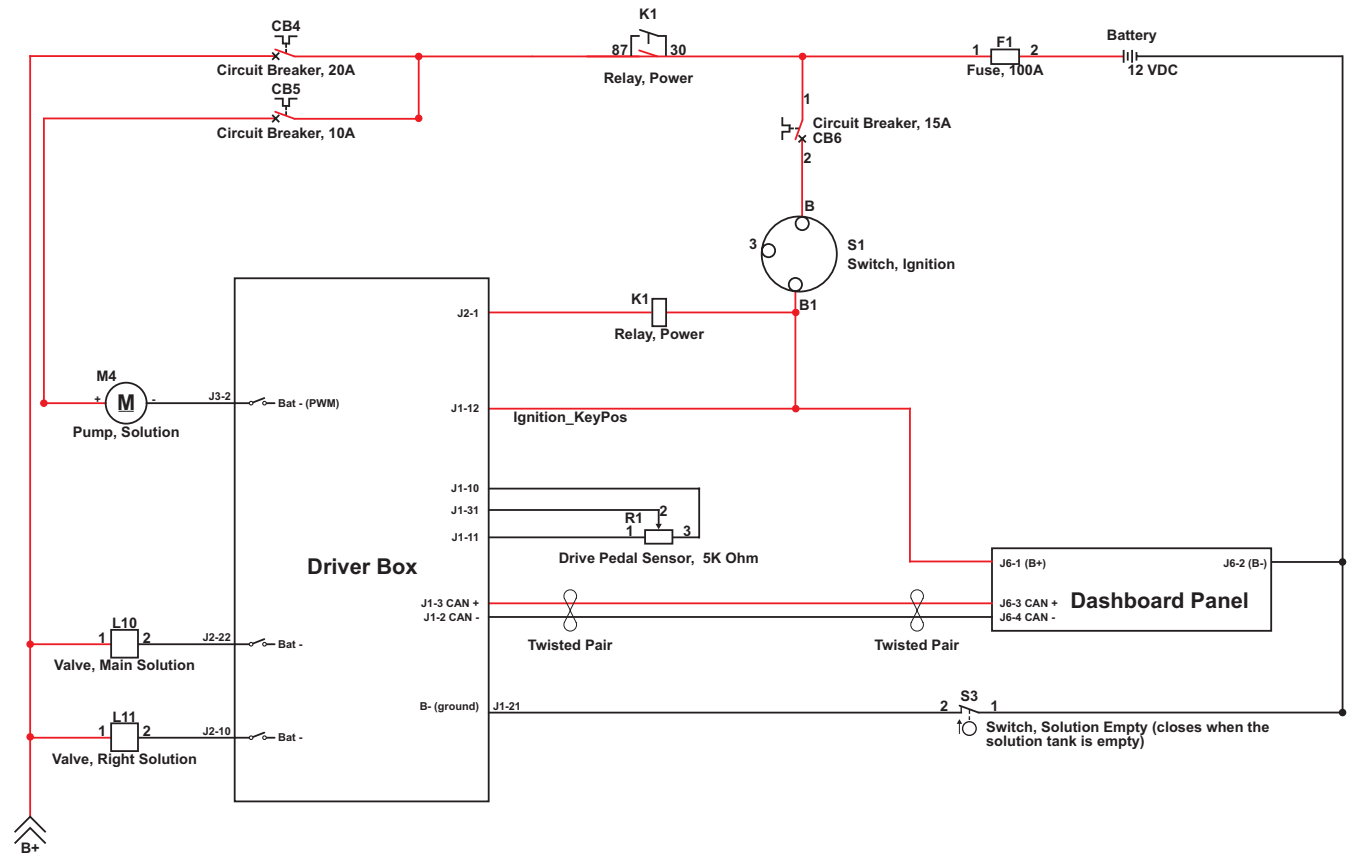 CB4
Circuit Breaker, 20A
CB5
Circuit Breaker, 10A
K1
87
30
Relay, Power
1
F1
2
Fuse, 100A
Battery
12 VDC
1
Circuit Breaker, 15A
CB6
2
B
3
S1
Switch, Ignition
B1
K1
Relay, Power
J2-1
M4
+
M
-
Pump, Solution
J3-2
Bat - (PWM)
J1-12
Ignition_KeyPos
J1-10
J1-31
J1-11
R1
1
2
3
Drive Pedal Sensor, 5K Ohm
Driver Box
J1-3 CAN +
J1-2 CAN -
Twisted Pair
Twisted Pair
J6-1 (B+)
J6-2 (B-)
J6-3 CAN +
J6-4 CAN -
Dashboard Panel
L10
1
2
J2-22
Bat -
Valve, Main Solution
L11
1
2
J2-10
Bat -
Valve, Right Solution
B- (ground)
J1-21
2
S3
1
Switch, Solution Empty (closes when the
solution tank is empty)
B+